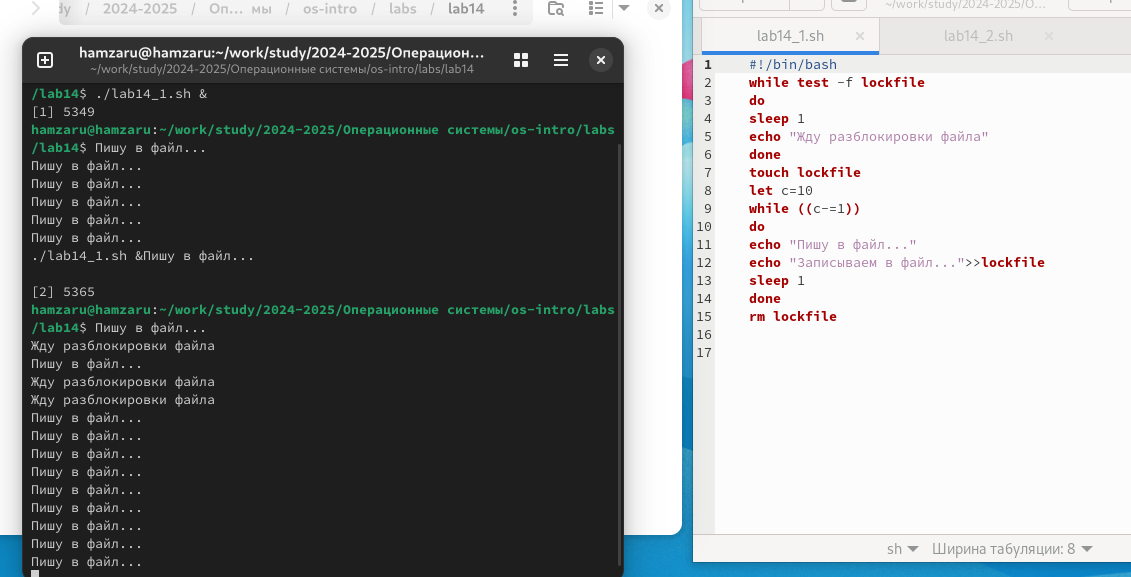 dy / 2024-2025 / Оп... мы / os-intro / labs / lab14
hamzaru@hamzaru:~/work/study/2024-2025/Операцион...
~/work/study/2024-2025/Операционные системы/os-intro/labs/lab14
/lab14$ ./lab14_1.sh &
[1] 5349
hamzaru@hamzaru:~/work/study/2024-2025/Операционные системы/os-intro/labs
/lab14$ Пишу в файл...
Пишу в файл...
Пишу в файл...
Пишу в файл...
Пишу в файл...
Пишу в файл...
./lab14_1.sh &Пишу в файл...
[2] 5365
hamzaru@hamzaru:~/work/study/2024-2025/Операционные системы/os-intro/labs
/lab14$ Пишу в файл...
Жду разблокировки файла
Пишу в файл...
Жду разблокировки файла
Жду разблокировки файла
Пишу в файл...
Пишу в файл...
Пишу в файл...
Пишу в файл...
Пишу в файл...
Пишу в файл...
Пишу в файл...
Пишу в файл...
Пишу в файл...
~/work/study/2024-2025/О...
lab14_1.sh × lab14_2.sh ×
1 #!/bin/bash
2 while test -f lockfile
3 do
4 sleep 1
5 echo "Жду разблокировки файла"
6 done
7 touch lockfile
8 let c=10
9 while ((c-=1))
10 do
11 echo "Пишу в файл..."
12 echo "Записываем в файл...">>lockfile
13 sleep 1
14 done
15 rm lockfile
16
17
sh Ширина табуляции: 8